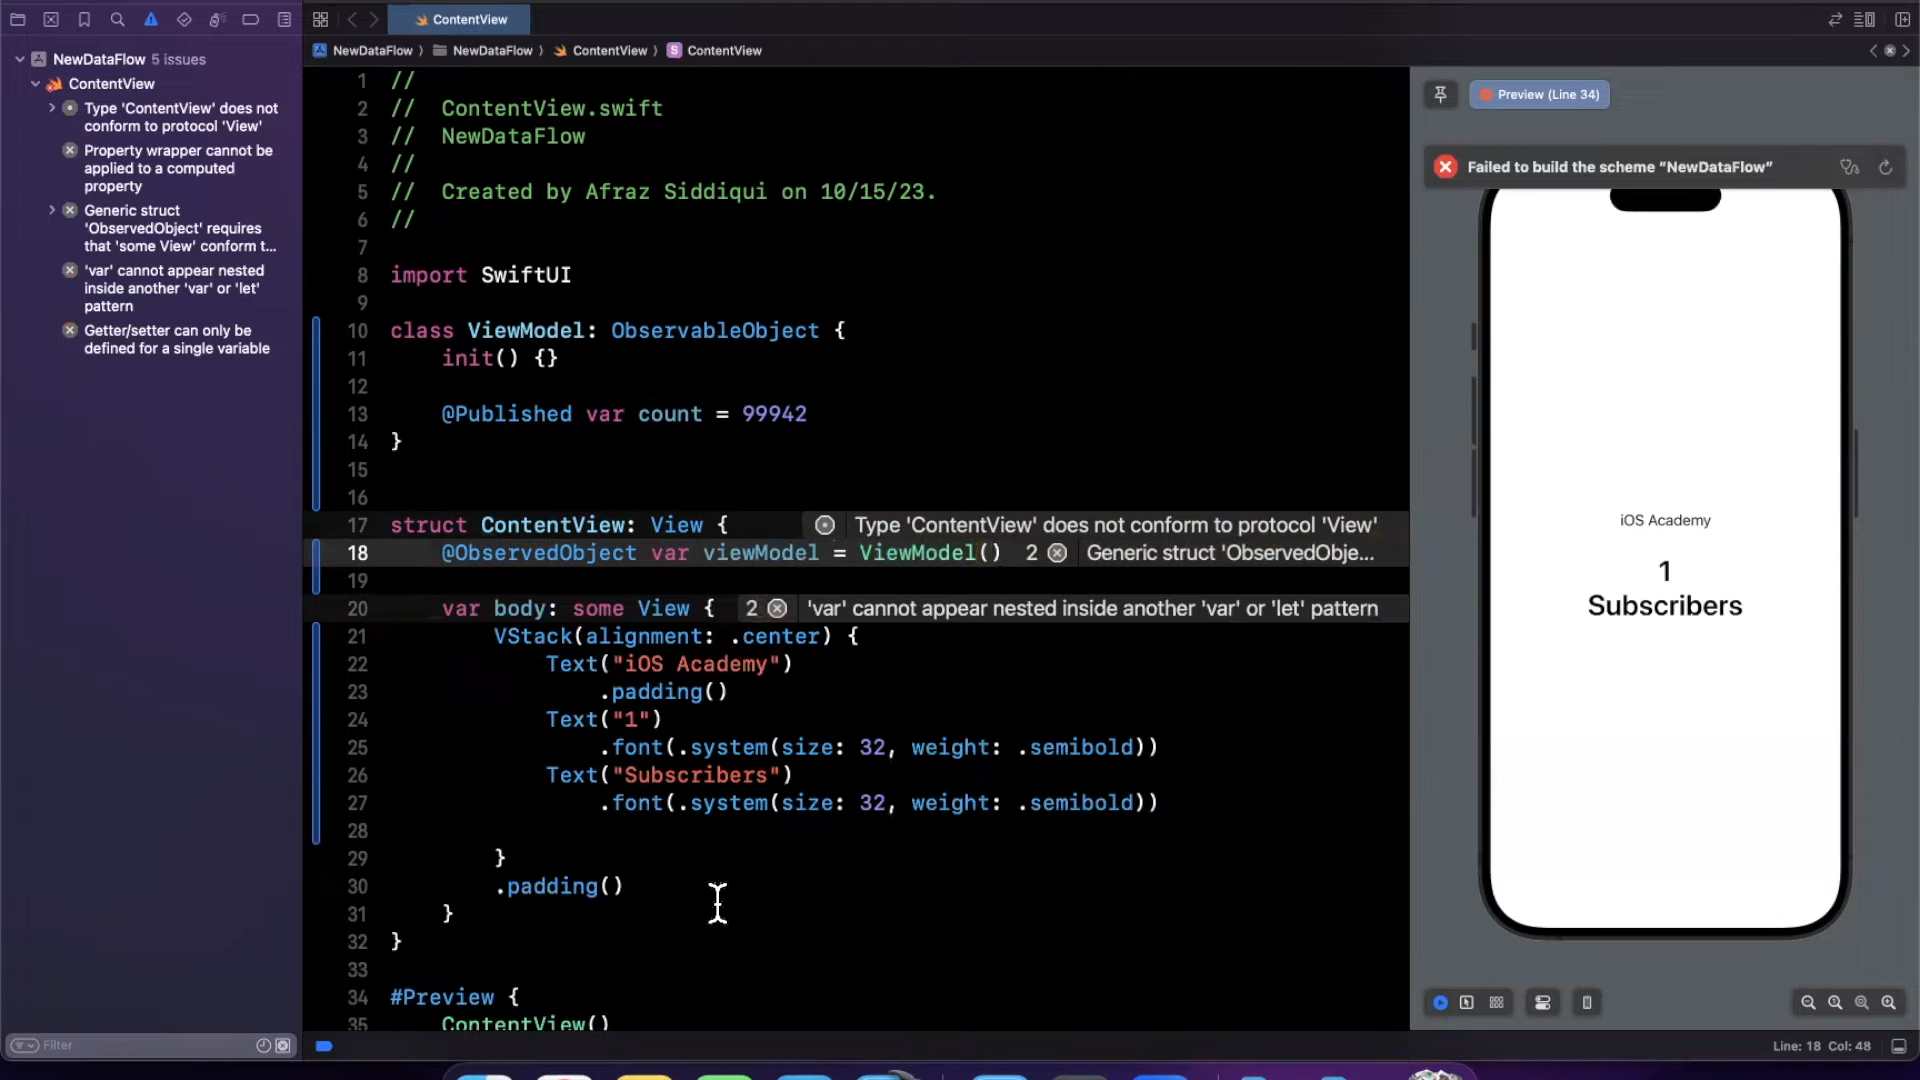 ContentView
NewDataFlow 5 issues
ContentView
Type 'ContentView' does not
conform to protocol 'View'
Property wrapper cannot be
applied to a computed
property
Generic struct
'ObservedObject' requires
that 'some View' conform t...
'var' cannot appear nested
inside another 'var' or 'let'
pattern
Getter/setter can only be
defined for a single variable
Filter
NewDataFlow > NewDataFlow > ContentView > S ContentView
1 //
2 // ContentView.swift
3 // NewDataFlow
4 //
5 // Created by Afraz Siddiqui on 10/15/23.
6 //
7
8 import SwiftUI
9
10 class ViewModel: ObservableObject {
11 init() {}
12
13 @Published var count = 99942
14 }
15
16
17 struct ContentView: View { Type 'ContentView' does not conform to protocol 'View'
18 @ObservedObject var viewModel = ViewModel() 2 Generic struct 'ObservedObje...
19
20 var body: some View { 2 'var' cannot appear nested inside another 'var' or 'let' pattern
21 VStack(alignment: .center) {
22 Text("iOS Academy")
23 .padding()
24 Text("1")
25 .font(.system(size: 32, weight: .semibold))
26 Text("Subscribers")
27 .font(.system(size: 32, weight: .semibold))
28
29 }
30 .padding()
31 }
32 }
33
34 #Preview {
35 ContentView()
Preview (Line 34)
Failed to build the scheme "NewDataFlow"
iOS Academy
1
Subscribers
Line: 18 Col: 48